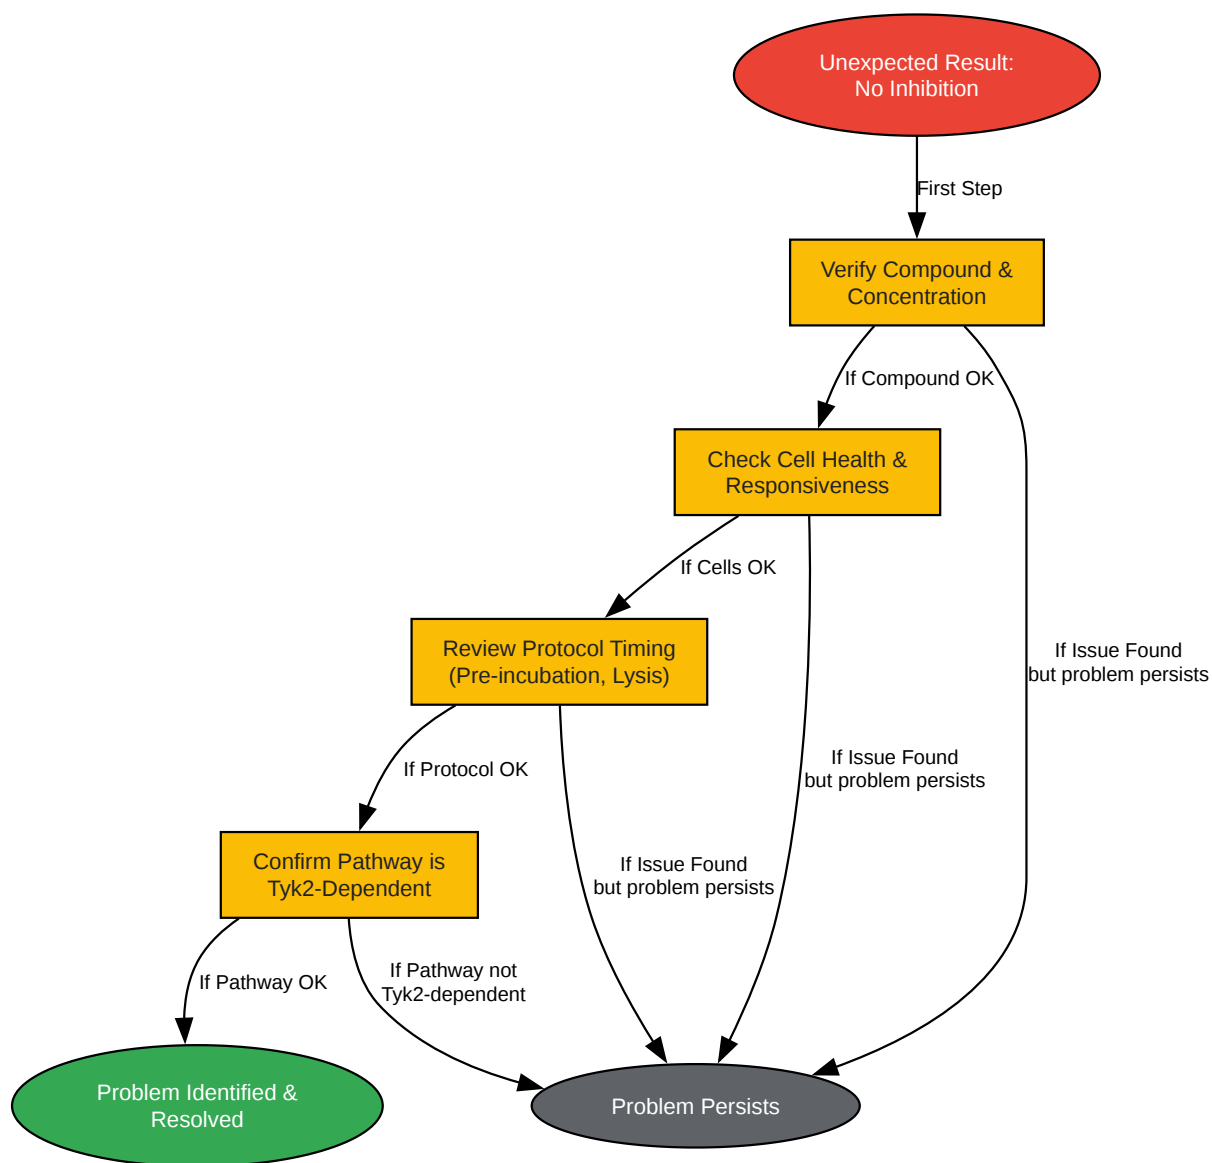 Unexpected Result:
No Inhibition
First Step
Verify Compound &
Concentration
If Compound OK
Check Cell Health &
Responsiveness
If Cells OK
Review Protocol Timing
(Pre-incubation, Lysis)
If Issue Found
but problem persists
If Protocol OK
If Issue Found
but problem persists
Confirm Pathway is
Tyk2-Dependent
If Issue Found
but problem persists
If Pathway OK
If Pathway not
Tyk2-dependent
Problem Identified &
Resolved
Problem Persists